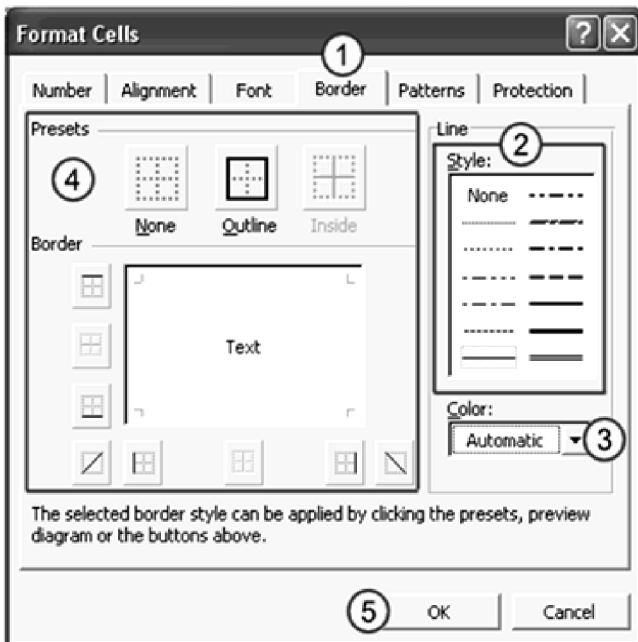 Format Cells
1
Number Alignment Font Border Patterns Protection
Presets
4
None Outline Inside
Border
Text
Line
2
Style:
None
Color:
Automatic 3
The selected border style can be applied by clicking the presets, preview
diagram or the buttons above.
5 OK Cancel